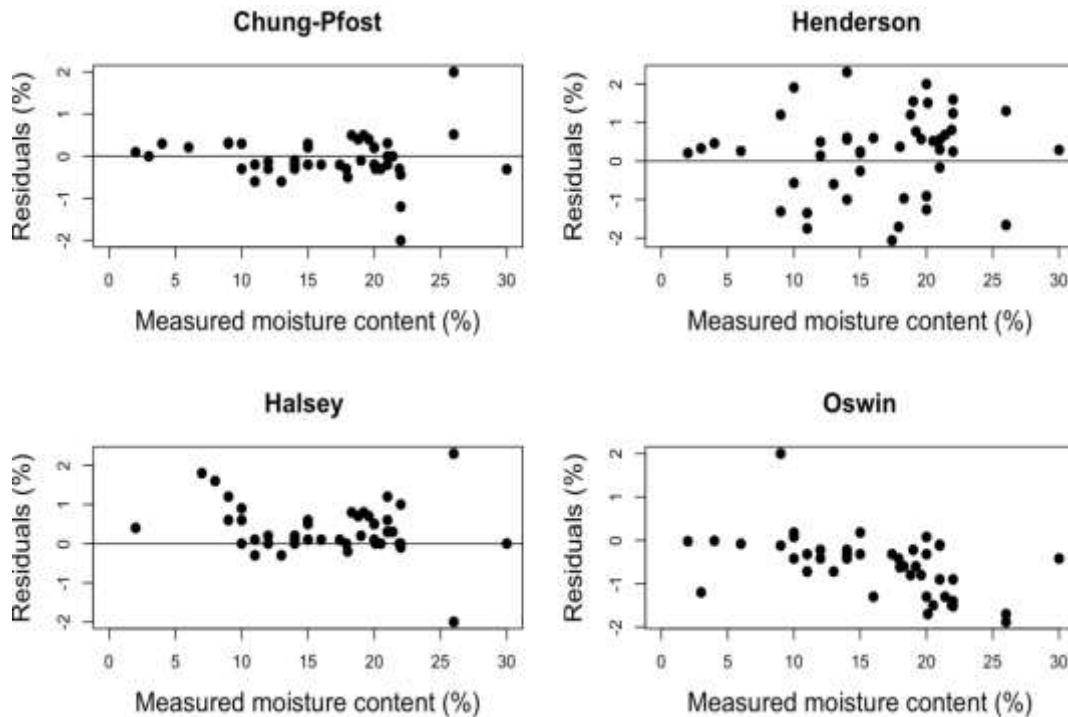 Chung-Pfost
Residuals (%)
2
1
0
-1
-2
0 5 10 15 20 25 30
Measured moisture content (%)
Henderson
Residuals (%)
2
1
0
-1
-2
0 5 10 15 20 25 30
Measured moisture content (%)
Halsey
Residuals (%)
2
1
0
-1
-2
0 5 10 15 20 25 30
Measured moisture content (%)
Oswin
Residuals (%)
2
1
0
-1
-2
0 5 10 15 20 25 30
Measured moisture content (%)